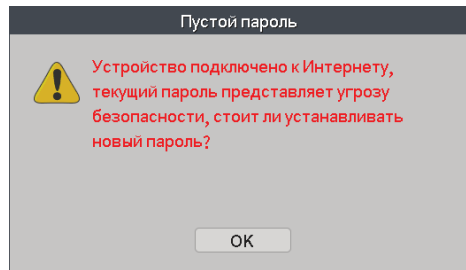 Пустой пароль
Устройство подключено к Интернету,
текущий пароль представляет угрозу
безопасности, стоит ли устанавливать
новый пароль?
OK